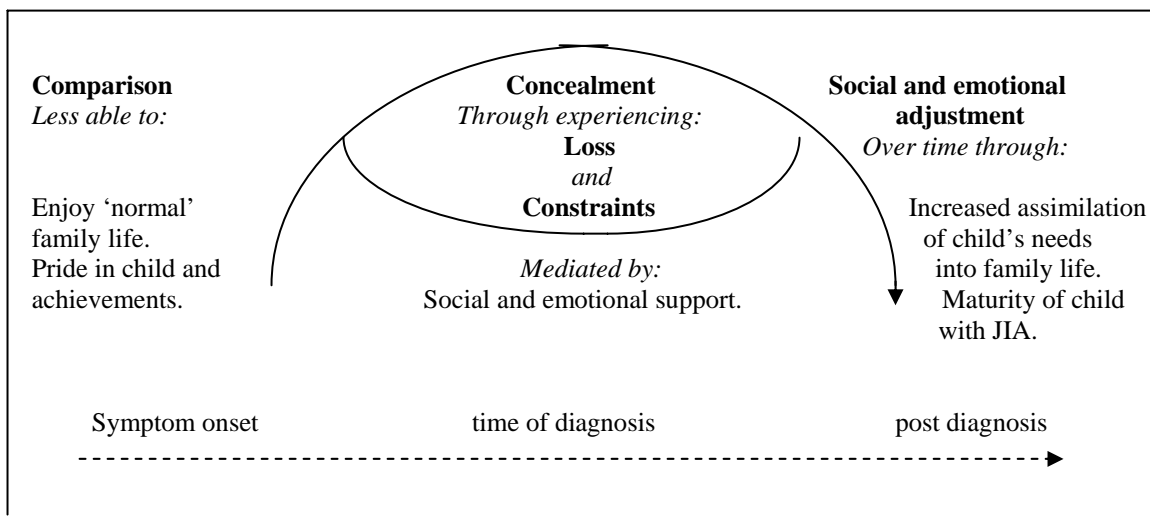 Comparison
Less able to:
Enjoy ‘normal’
family life.
Pride in child and
achievements.
Concealment
Through experiencing:
Loss
and
Constraints
Mediated by:
Social and emotional support.
Social and emotional
adjustment
Over time through:
Increased assimilation
of child’s needs
into family life.
Maturity of child
with JIA.
Symptom onset
time of diagnosis
post diagnosis